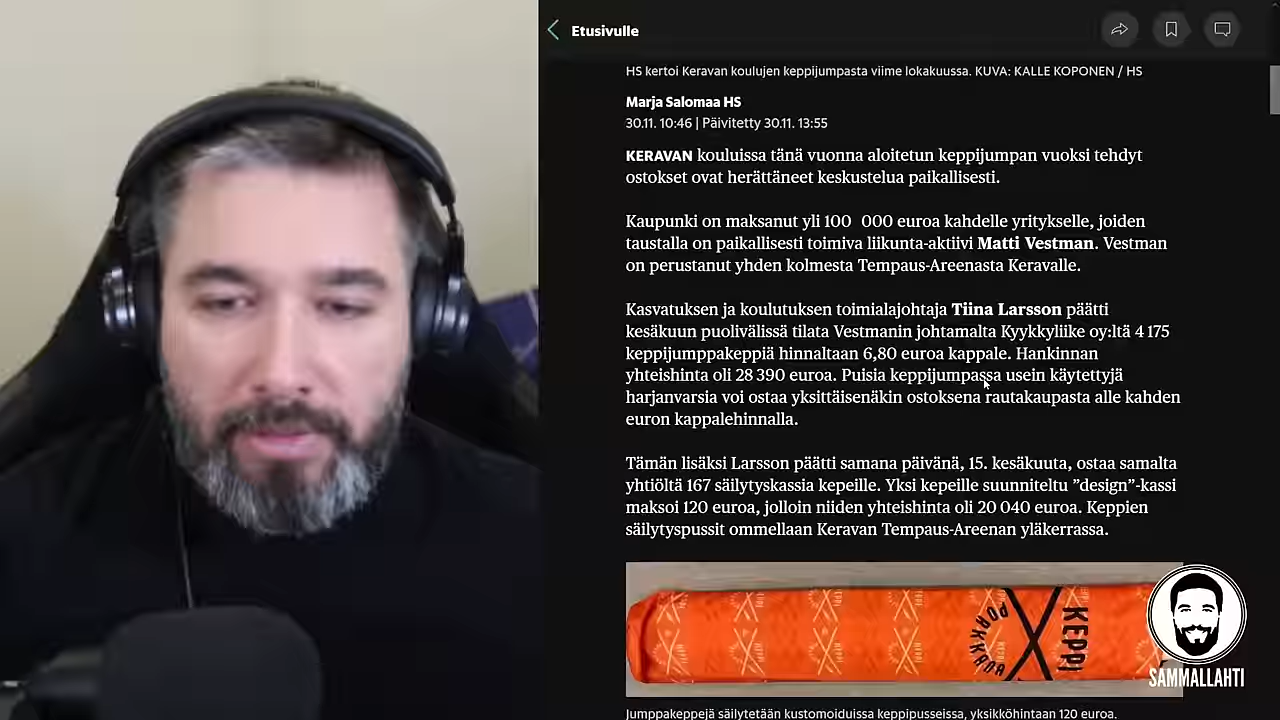 Etusivulle
HS kertoi Keravan koulujen keppijumpasta viime lokakuussa. KUVA: KALLE KOPONEN / HS
Marja Salomaa HS
30.11. 10:46 | Päivitetty 30.11. 13:55
KERAVAN kouluissa tänä vuonna aloitetun keppijumpan vuoksi tehdyt
ostokset ovat herättäneet keskustelua paikallisesti.
Kaupunki on maksanut yli 100 000 euroa kahdelle yritykselle, joiden
taustalla on paikallisesti toimiva liikunta-aktiivi Matti Vestman. Vestman
on perustanut yhden kolmesta Tempaus-Areenasta Keravalle.
Kasvatuksen ja koulutuksen toimialajohtaja Tiina Larsson päätti
kesäkuun puolivälissä tilata Vestmanin johtamalta Kyykkyliike oy:ltä 4 175
keppijumppakeppiä hinnaltaan 6,80 euroa kappale. Hankinnan
yhteishinta oli 28 390 euroa. Puisia keppijumpassa usein käytettyjä
harjanvarsia voi ostaa yksittäisenäkin ostoksena rautakaupasta alle kahden
euron kappalehinnalla.
Tämän lisäksi Larsson päätti samana päivänä, 15. kesäkuuta, ostaa samalta
yhtiöltä 167 säilytyskassia kepeille. Yksi kepeille suunniteltu ”design”-kassi
maksoi 120 euroa, jolloin niiden yhteishinta oli 20 040 euroa. Keppien
säilytyspussit ommellaan Keravan Tempaus-Areenan yläkerrassa.
KEPPI
PORKKANA
SAMMALLAHTI
Jumppakeppejä säilytetään kustomoiduissa keppipusseissa, yksikköhintaan 120 euroa.